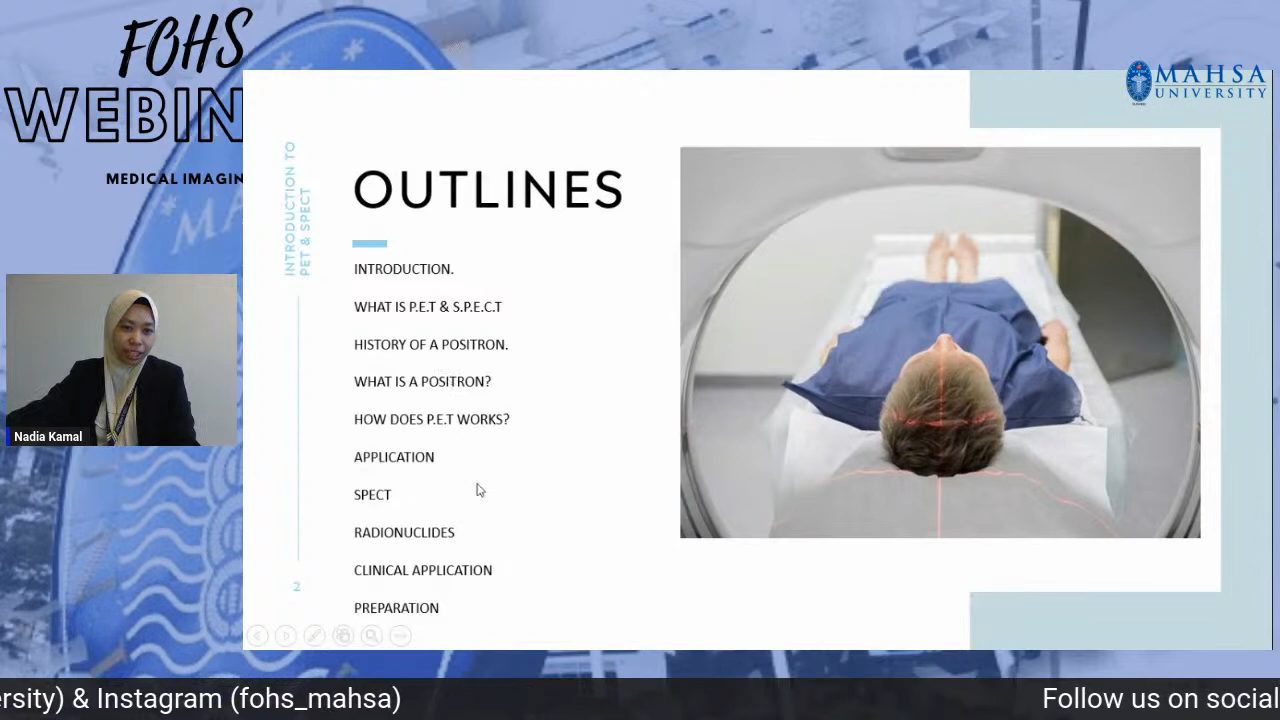 FOHS
WEBIN
MEDICAL IMAGIN
MAHSA
UNIVERSITY
INTRODUCTION TO
PET & SPECT
OUTLINES
INTRODUCTION.
WHAT IS P.E.T & S.P.E.C.T
HISTORY OF A POSITRON.
WHAT IS A POSITRON?
HOW DOES P.E.T WORKS?
APPLICATION
SPECT
RADIONUCLIDES
CLINICAL APPLICATION
PREPARATION
2
Nadia Kamal
ersity) & Instagram (fohs_mahsa)
Follow us on social